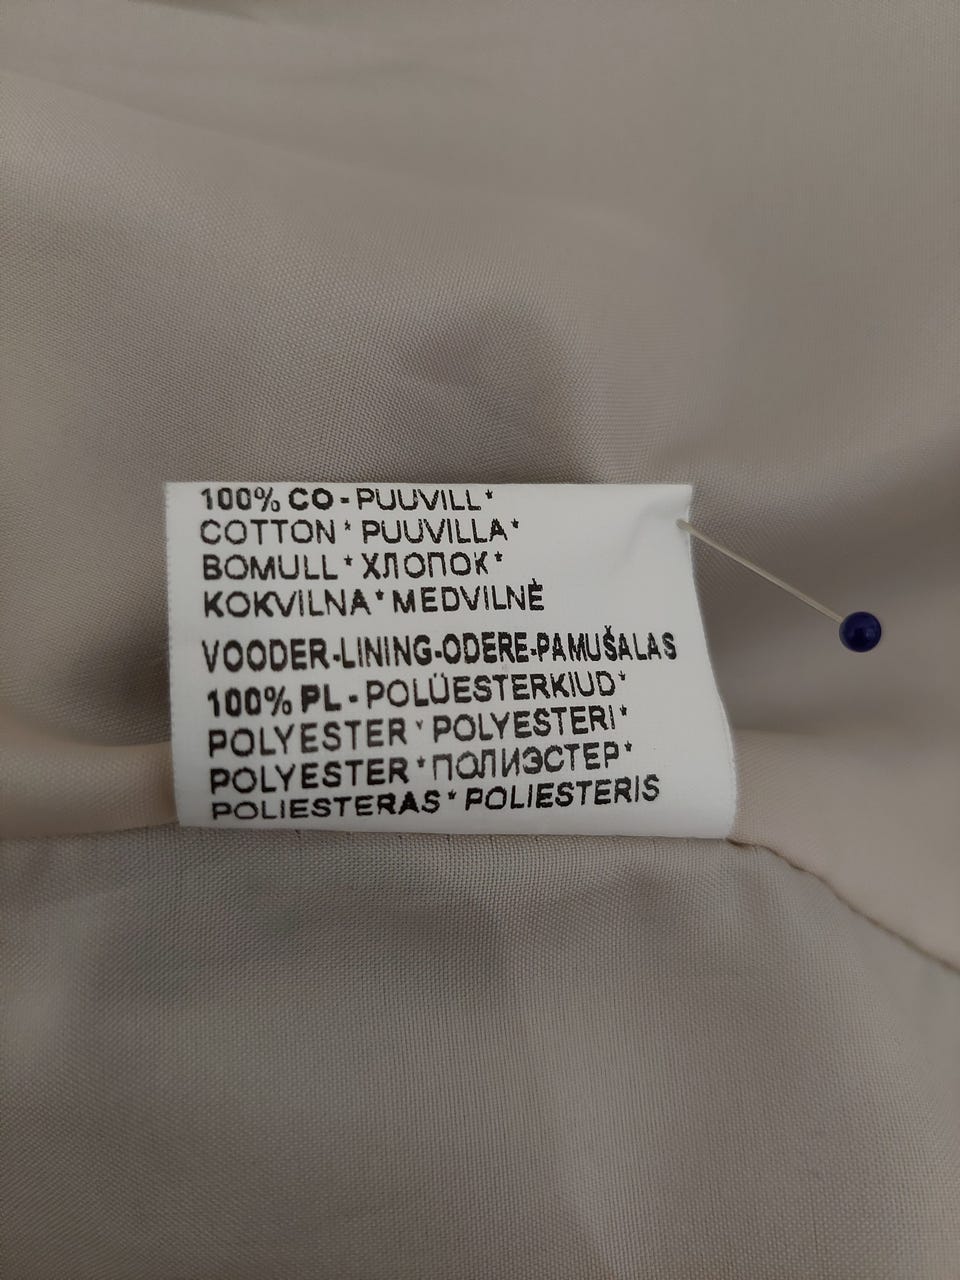 100% CO - PUUVILL*
COTTON* PUUVILLA*
BOMULL* ХЛОПОК*
KOKVILNA* MEDVILNĖ
VOODER-LINING-ODERE-PAMUŠALAS
100% PL - POLÜESTERKIUD*
POLYESTER* POLYESTERI*
POLYESTER* ПОЛИЭСТЕР*
POLIESTERAS* POLIESTERIS